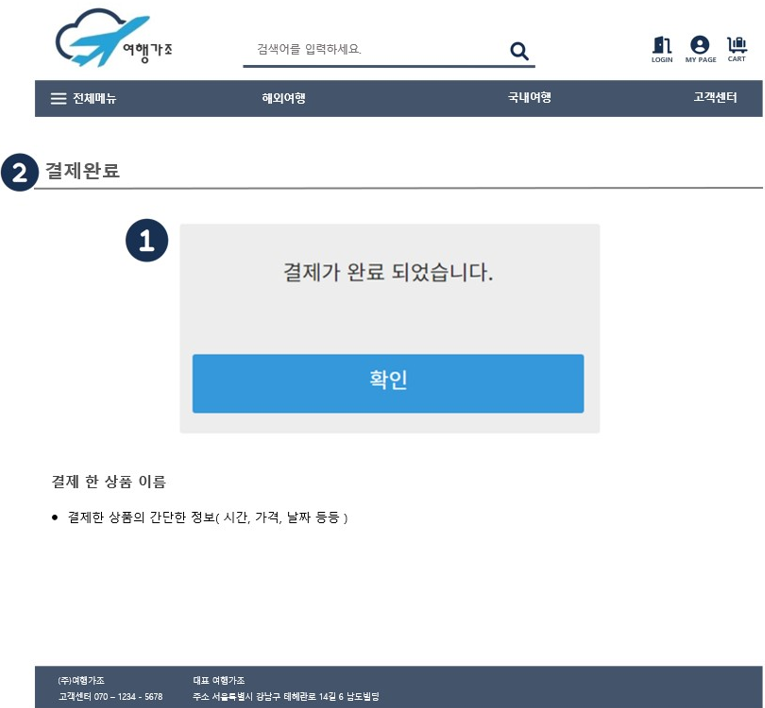 여행가조
검색어를 입력하세요.
LOGIN MY PAGE CART
전체메뉴 해외여행 국내여행 고객센터
2 결제완료
1
결제가 완료 되었습니다.
확인
결제 한 상품 이름
● 결제한 상품의 간단한 정보( 시간, 가격, 날짜 등등 )
(주)여행가조 대표 여행가조
고객센터 070 – 1234 - 5678 주소 서울특별시 강남구 테헤란로 14길 6 남도빌딩